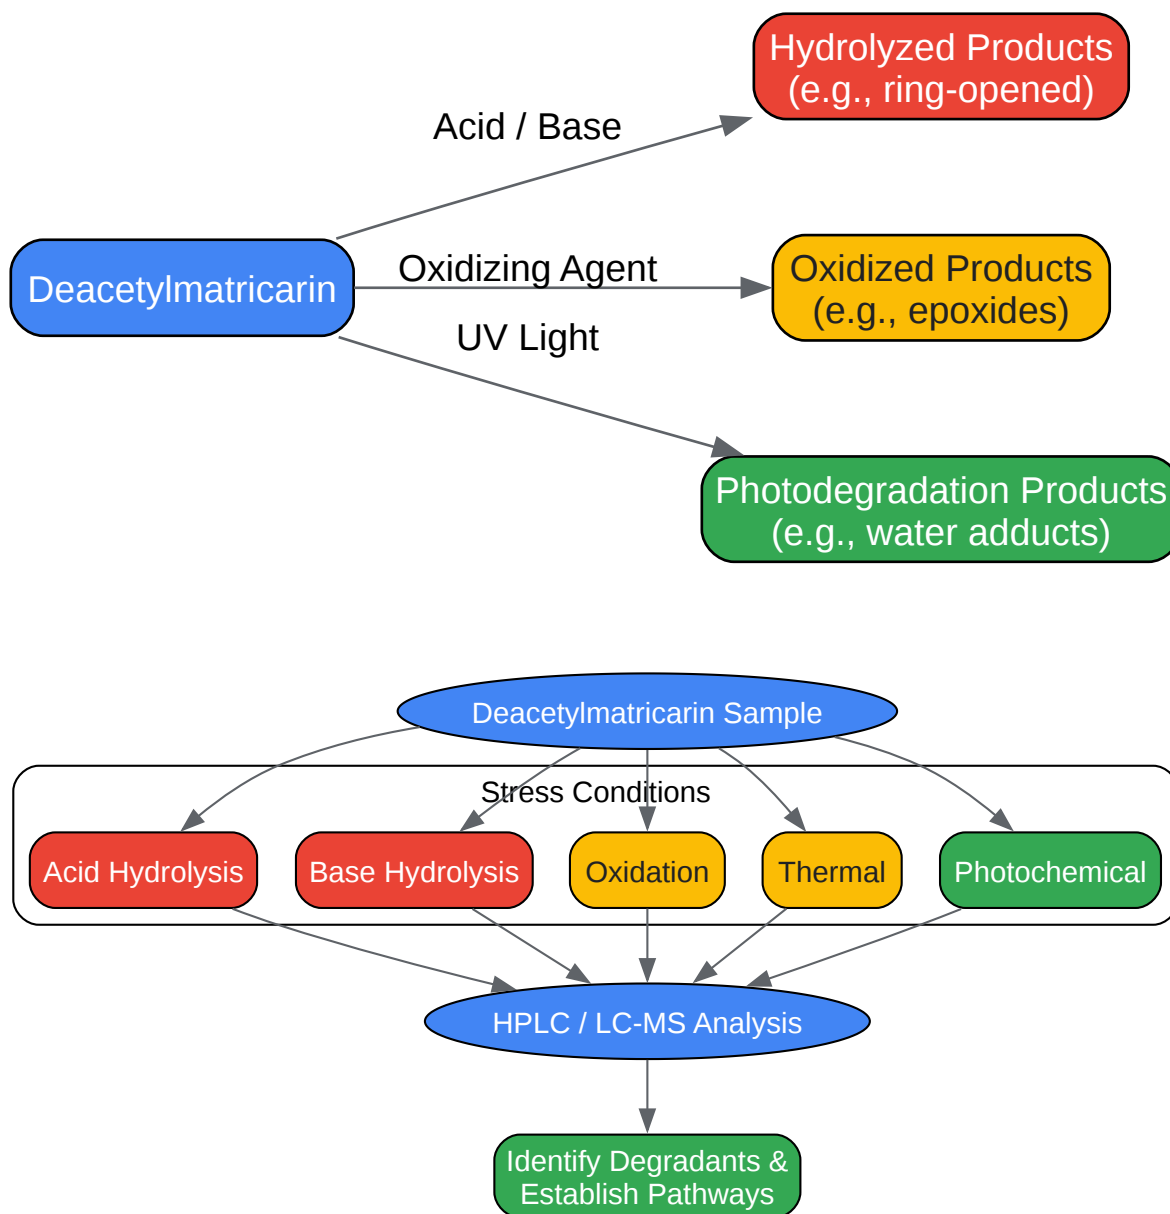 Hydrolyzed Products
(e.g., ring-opened)
Acid / Base
Deacetylmatricarin
Oxidizing Agent
Oxidized Products
(e.g., epoxides)
UV Light
Photodegradation Products
(e.g., water adducts)
Deacetylmatricarin Sample
Stress Conditions
Acid Hydrolysis
Base Hydrolysis
Oxidation
Thermal
Photochemical
HPLC / LC-MS Analysis
Identify Degradants &
Establish Pathways